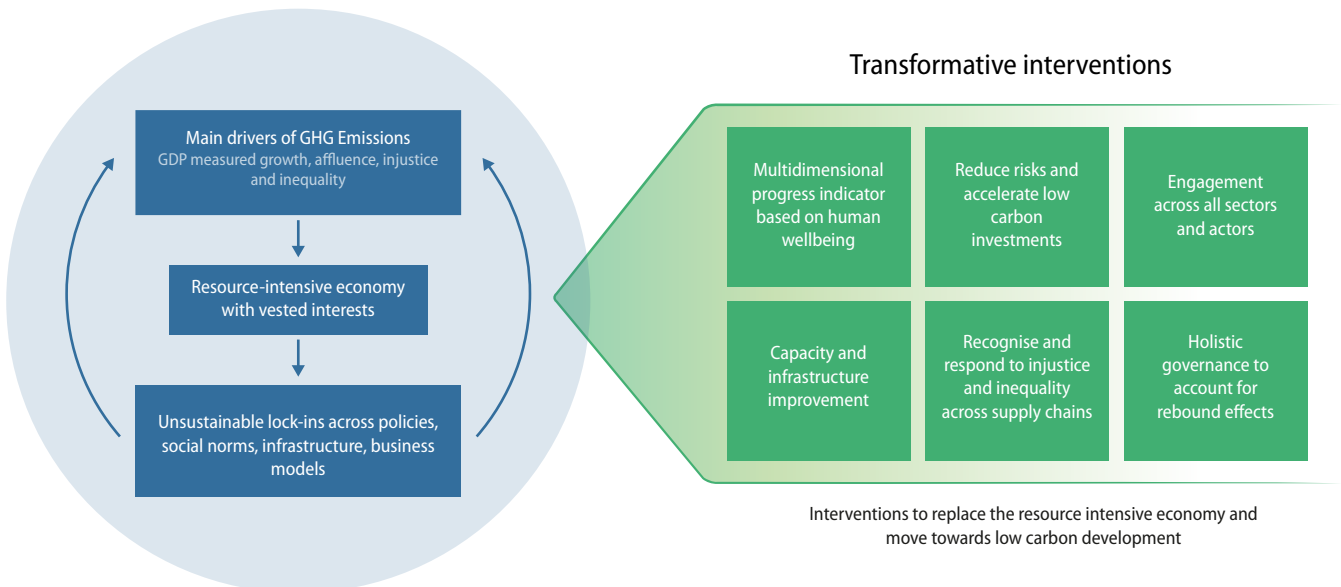 Main drivers of GHG Emissions
GDP measured growth, affluence, injustice
and inequality
Resource-intensive economy
with vested interests
Unsustainable lock-ins across policies,
social norms, infrastructure, business
models
Transformative interventions
Multidimensional
progress indicator
based on human
wellbeing
Reduce risks and
accelerate low
carbon
investments
Engagement
across all sectors
and actors
Capacity and
infrastructure
improvement
Recognise and
respond to injustice
and inequality
across supply chains
Holistic
governance to
account for
rebound effects
Interventions to replace the resource intensive economy and
move towards low carbon development